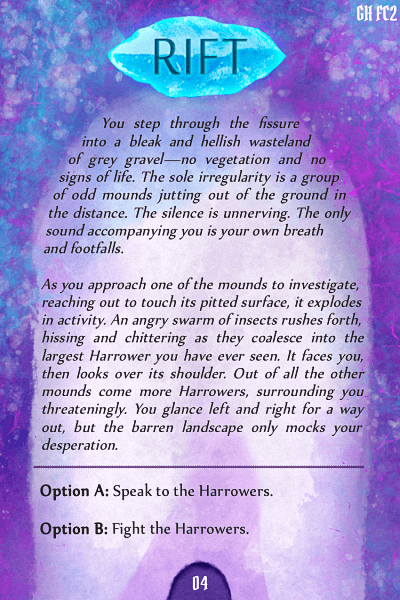 GH FC2
RIFT
You step through the fissure
into a bleak and hellish wasteland
of grey gravel—no vegetation and no
signs of life. The sole irregularity is a group
of odd mounds jutting out of the ground in
the distance. The silence is unnerving. The only
sound accompanying you is your own breath
and footfalls.
As you approach one of the mounds to investigate,
reaching out to touch its pitted surface, it explodes
in activity. An angry swarm of insects rushes forth,
hissing and chittering as they coalesce into the
largest Harrower you have ever seen. It faces you,
then looks over its shoulder. Out of all the other
mounds come more Harrowers, surrounding you
threateningly. You glance left and right for a way
out, but the barren landscape only mocks your
desperation.
Option A: Speak to the Harrowers.
Option B: Fight the Harrowers.
04